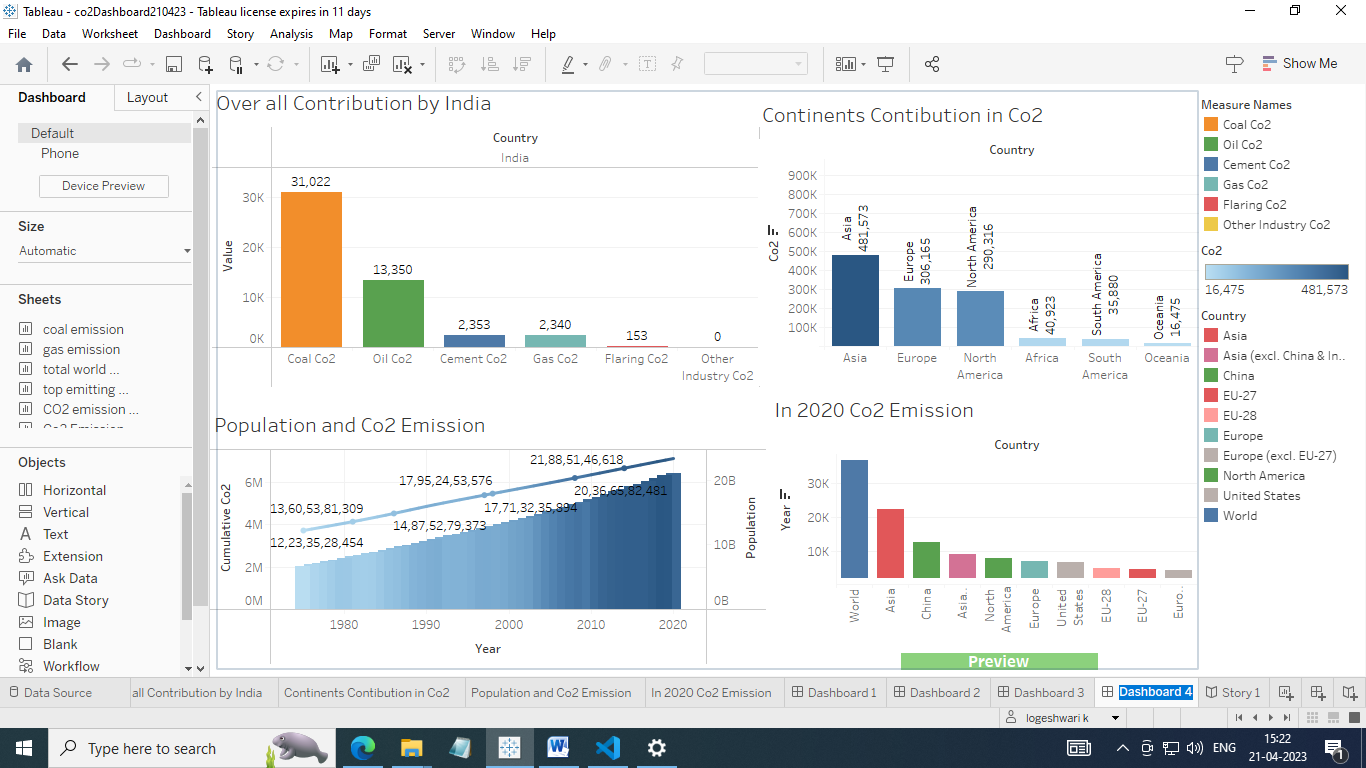 Tableau - co2Dashboard210423 - Tableau license expires in 11 days
File Data Worksheet Dashboard Story Analysis Map Format Server Window Help
Show Me
Dashboard Layout
Default
Phone
Device Preview
Size
Automatic
Sheets
coal emission
gas emission
total world ...
top emitting ...
CO2 emission ...
Co2 Emission
Objects
Horizontal
Vertical
Text
Extension
Ask Data
Data Story
Image
Blank
Workflow
Over all Contribution by India
Country
India
Value
30K
20K
10K
0K
31,022
13,350
2,353
2,340
153
0
Coal Co2
Oil Co2
Cement Co2
Gas Co2
Flaring Co2
Other
Industry Co2
Continents Contibution in Co2
Country
Co2
900K
800K
700K
600K
500K
400K
300K
200K
100K
Asia
481,573
Europe
306,165
North America
290,316
Africa
40,923
South America
35,880
Oceania
16,475
Asia
Europe
North
America
Africa
South
America
Oceania
Population and Co2 Emission
Cumulative Co2
6M
4M
2M
0M
13,60,53,81,309
12,23,35,28,454
17,95,24,53,576
14,87,52,79,373
21,88,51,46,618
17,71,32,35,894
20,36,65,82,481
20B
10B
0B
Population
1980 1990 2000 2010 2020
Year
In 2020 Co2 Emission
Country
Year
30K
20K
10K
World
Asia
China
Asia..
North
America
Europe
United
States
EU-28
EU-27
Euro..
Preview
Measure Names
Coal Co2
Oil Co2
Cement Co2
Gas Co2
Flaring Co2
Other Industry Co2
Co2
16,475 481,573
Country
Asia
Asia (excl. China & In..
China
EU-27
EU-28
Europe
Europe (excl. EU-27)
North America
United States
World
Data Source
all Contribution by India
Continents Contibution in Co2
Population and Co2 Emission
In 2020 Co2 Emission
Dashboard 1
Dashboard 2
Dashboard 3
Dashboard 4
Story 1
logeshwari k
Type here to search
ENG
15:22
21-04-2023
1